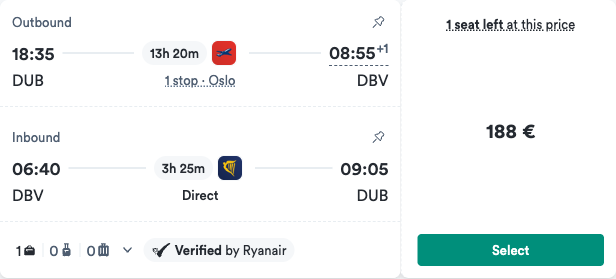 Outbound
18:35 13h 20m 08:55+1
DUB 1 stop · Oslo DBV
Inbound
06:40 3h 25m 09:05
DBV Direct DUB
1 0 0 Verified by Ryanair
1 seat left at this price
188 €
Select